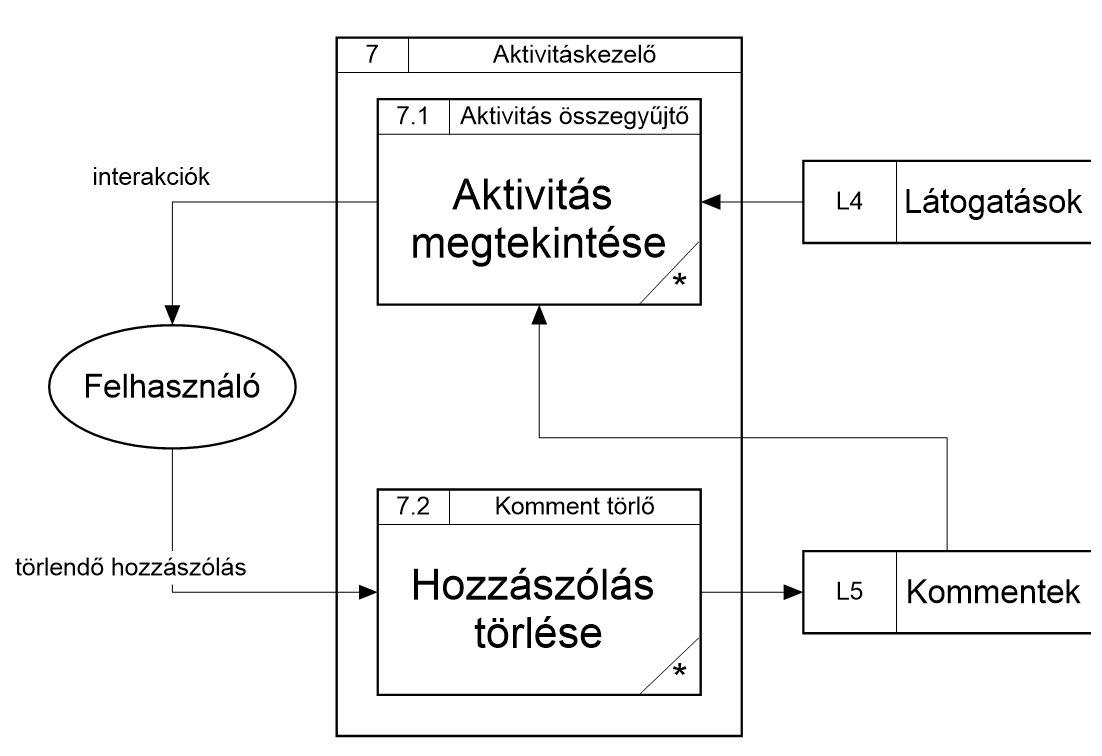 7
Aktivitáskezelő
7.1
Aktivitás összegyűjtő
interakciók
Aktivitás
megtekintése
*
L4
Látogatások
Felhasználó
7.2
Komment törlő
törlendő hozzászólás
Hozzászólás
törlése
*
L5
Kommentek